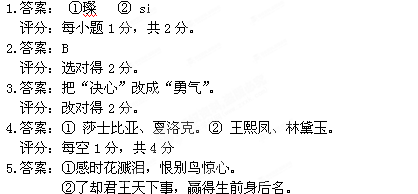 1.答案： ①璨 ② si
评分：每小题 1 分，共 2 分。
2.答案：B
评分：选对得 2 分。
3.答案：把“决心”改成“勇气”。
评分：改对得 2 分。
4.答案：① 莎士比亚、夏洛克。② 王熙凤、林黛玉。
评分：每空 1 分，共 4 分
5.答案：①感时花溅泪，恨别鸟惊心。
②了却君王天下事，赢得生前身后名。